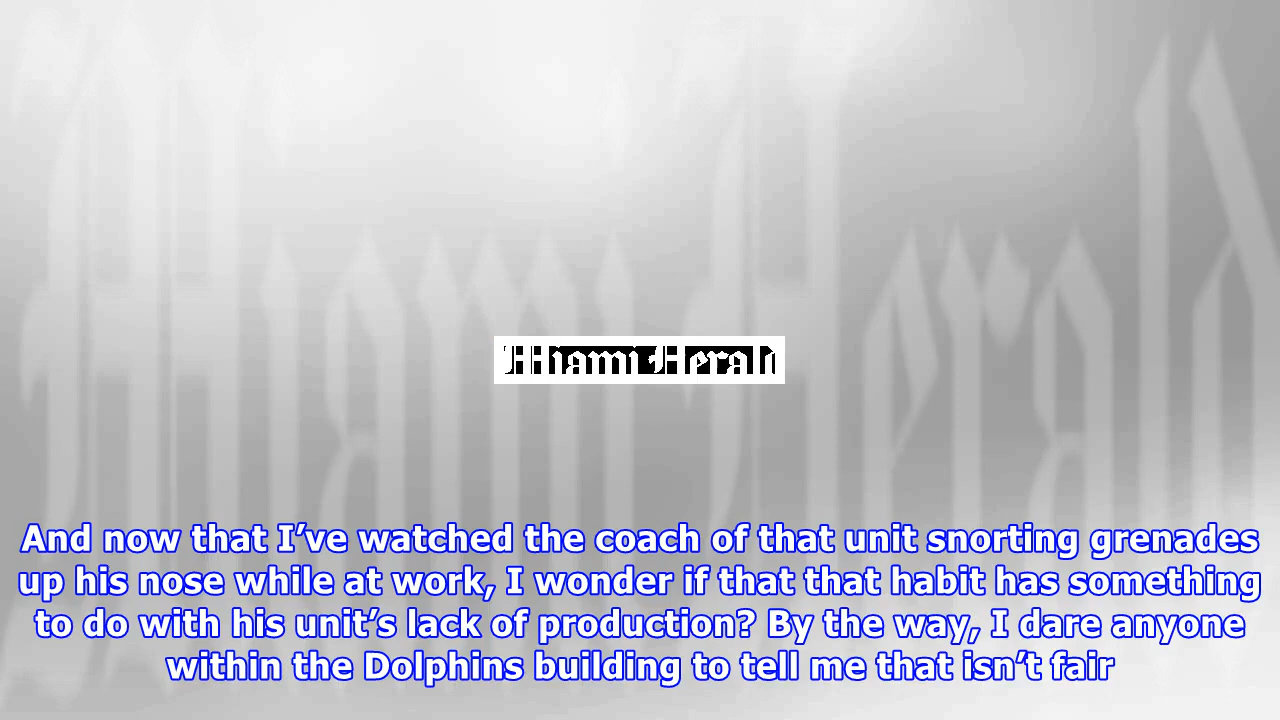 Miami Herald
And now that I’ve watched the coach of that unit snorting grenades
up his nose while at work, I wonder if that that habit has something
to do with his unit’s lack of production? By the way, I dare anyone
within the Dolphins building to tell me that isn’t fair